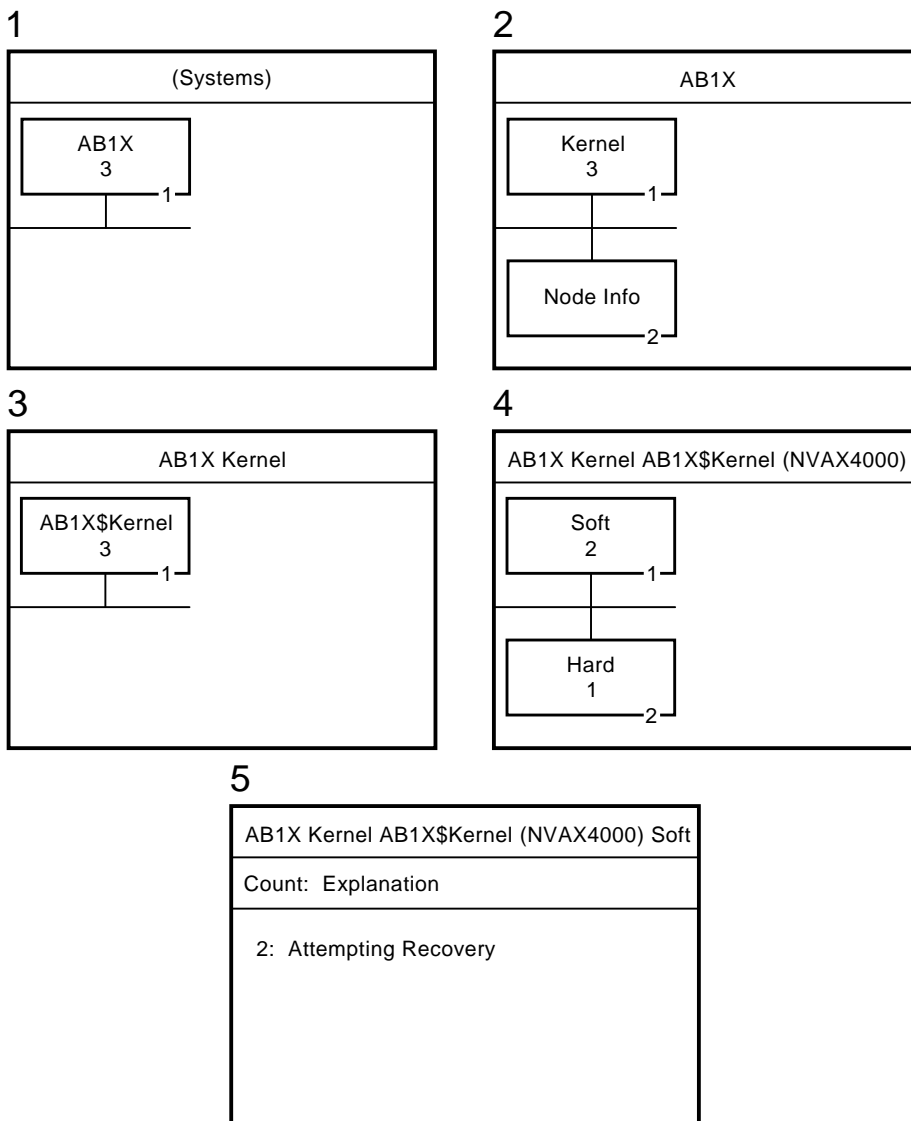 1
(Systems)
AB1X
3
1
2
AB1X
Kernel
3
1
Node Info
2
3
AB1X Kernel
AB1X$Kernel
3
1
4
AB1X Kernel AB1X$Kernel (NVAX4000)
Soft
2
1
Hard
1
2
5
AB1X Kernel AB1X$Kernel (NVAX4000) Soft
Count: Explanation
2: Attempting Recovery